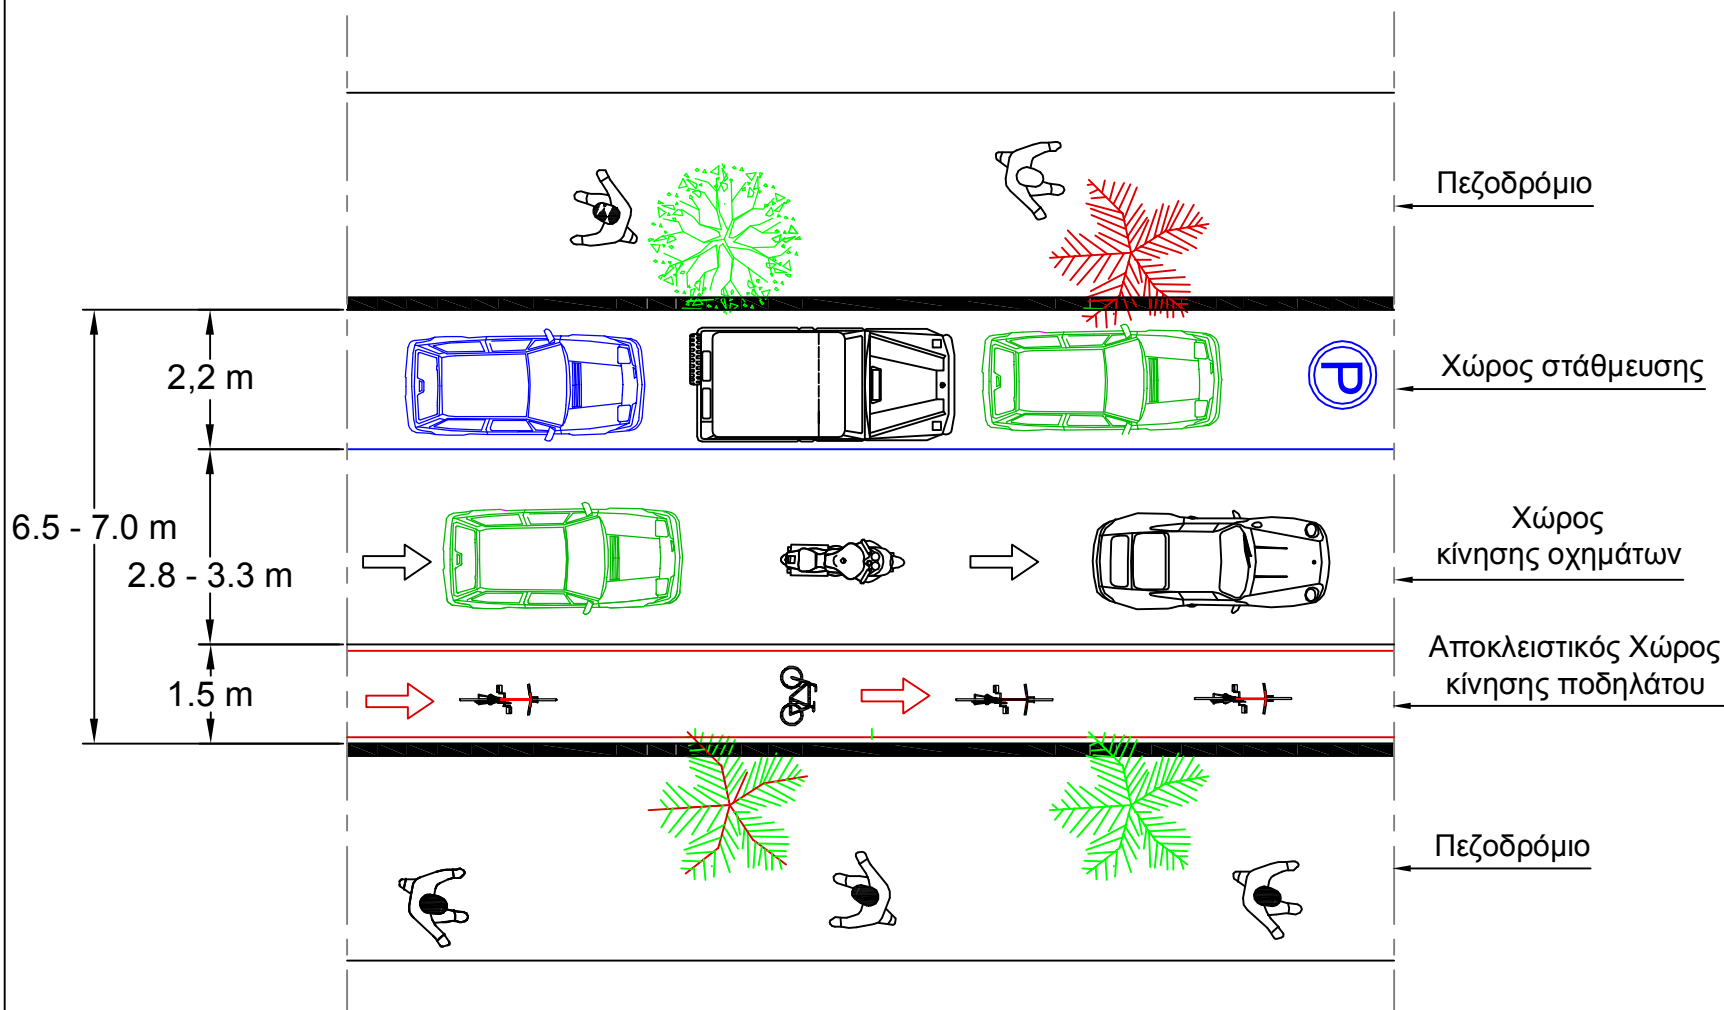 Πεζοδρόμιο
2,2 m
Χώρος στάθμευσης
P
6.5 - 7.0 m
Χώρος
κίνησης οχημάτων
2.8 - 3.3 m
Αποκλειστικός Χώρος
κίνησης ποδηλάτου
1.5 m
Πεζοδρόμιο